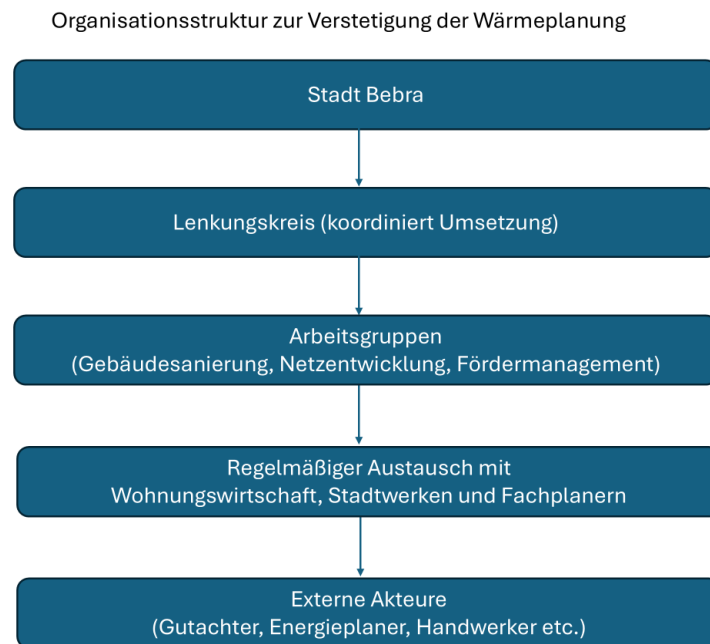 Organisationsstruktur zur Verstetigung der Wärmeplanung
Stadt Bebra
Lenkungskreis (koordiniert Umsetzung)
Arbeitsgruppen
(Gebäudesanierung, Netzentwicklung, Fördermanagement)
Regelmäßiger Austausch mit
Wohnungswirtschaft, Stadtwerken und Fachplanern
Externe Akteure
(Gutachter, Energieplaner, Handwerker etc.)